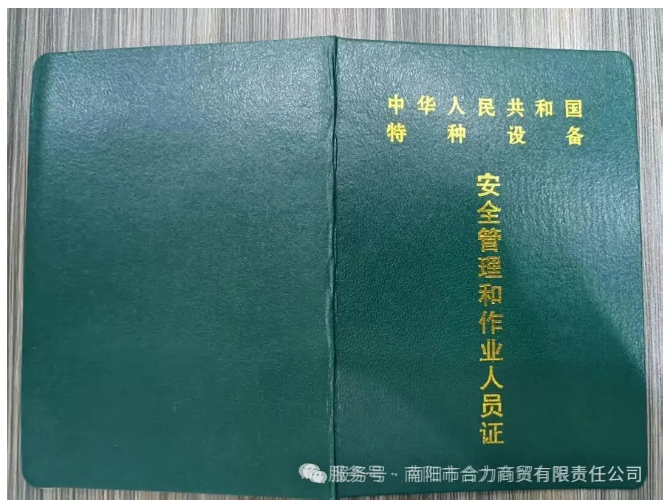 中华人民共和国
特种设备
安全管理和作业人员证
服务号 · 南阳市合力商贸有限责任公司